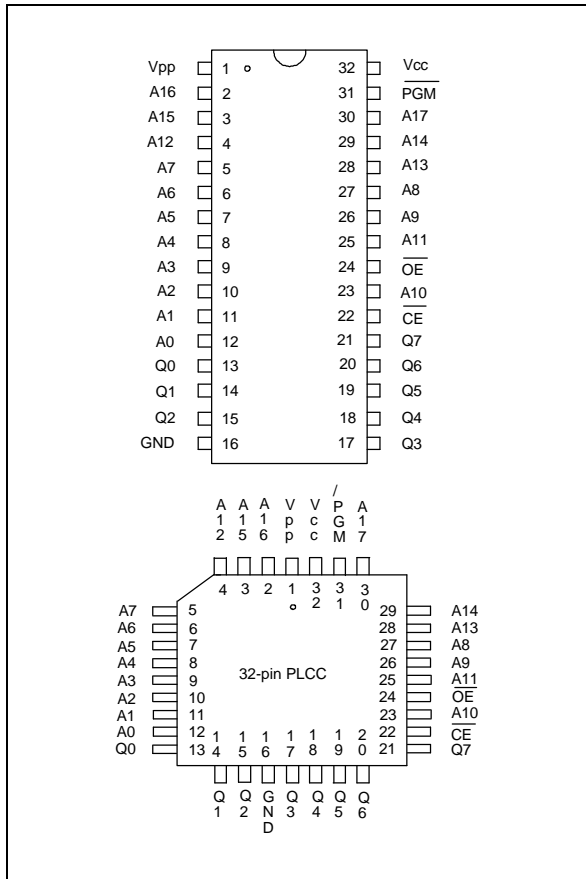 Vpp 1 32 Vcc
A16 2 31 PGM
A15 3 30 A17
A12 4 29 A14
A7 5 28 A13
A6 6 27 A8
A5 7 26 A9
A4 8 25 A11
A3 9 24 OE
A2 10 23 A10
A1 11 22 CE
A0 12 21 Q7
Q0 13 20 Q6
Q1 14 19 Q5
Q2 15 18 Q4
GND 16 17 Q3
A12 A15 A16 Vpp Vcc /PGM A17
4 3 2 1 32 31 30
A7 5 29 A14
A6 6 28 A13
A5 7 27 A8
A4 8 26 A9
A3 9 32-pin PLCC 25 A11
A2 10 24 OE
A1 11 23 A10
A0 12 22 CE
Q0 13 21 Q7
14 15 16 17 18 19 20
Q1 Q2 GND Q3 Q4 Q5 Q6